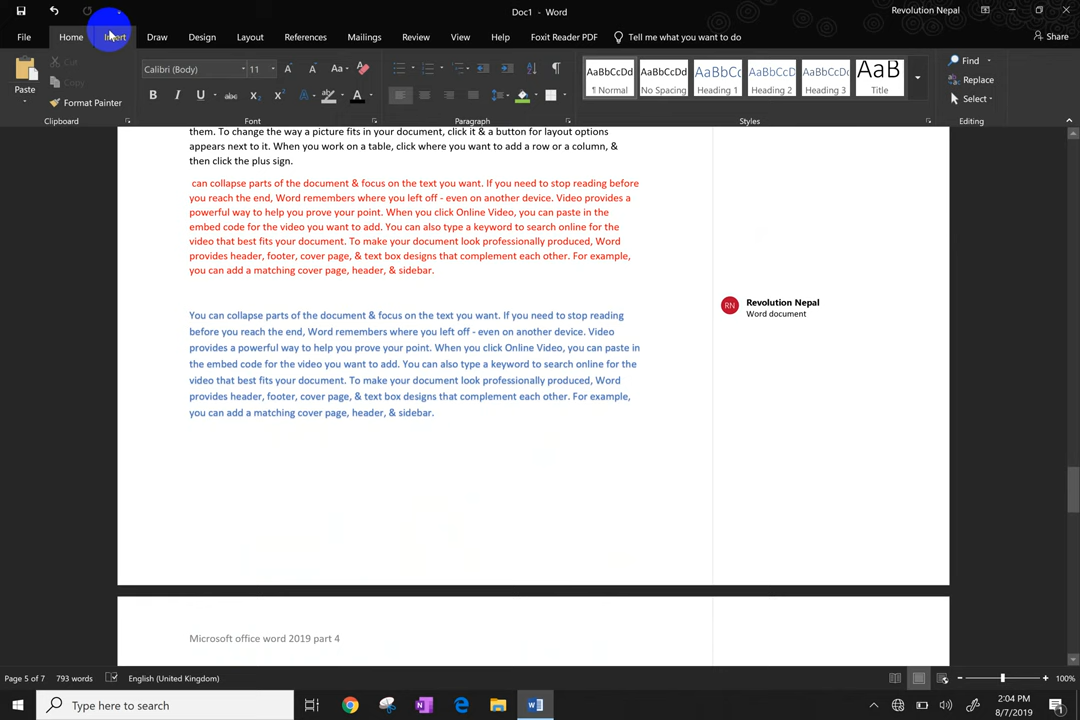 Doc1 - Word
Revolution Nepal
File Home Insert Draw Design Layout References Mailings Review View Help Foxit Reader PDF Tell me what you want to do Share
Paste
Cut
Copy
Format Painter
Clipboard
Calibri (Body) 11
Font
Paragraph
AaBbCcDd AaBbCcDd AaBbCc AaBbCcDd AaBbCcDd AaB
¶ Normal No Spacing Heading 1 Heading 2 Heading 3 Title
Styles
Find
Replace
Select
Editing
them. To change the way a picture fits in your document, click it & a button for layout options
appears next to it. When you work on a table, click where you want to add a row or a column, &
then click the plus sign.
can collapse parts of the document & focus on the text you want. If you need to stop reading before
you reach the end, Word remembers where you left off - even on another device. Video provides a
powerful way to help you prove your point. When you click Online Video, you can paste in the
embed code for the video you want to add. You can also type a keyword to search online for the
video that best fits your document. To make your document look professionally produced, Word
provides header, footer, cover page, & text box designs that complement each other. For example,
you can add a matching cover page, header, & sidebar.
RN Revolution Nepal
Word document
You can collapse parts of the document & focus on the text you want. If you need to stop reading
before you reach the end, Word remembers where you left off - even on another device. Video
provides a powerful way to help you prove your point. When you click Online Video, you can paste in
the embed code for the video you want to add. You can also type a keyword to search online for the
video that best fits your document. To make your document look professionally produced, Word
provides header, footer, cover page, & text box designs that complement each other. For example,
you can add a matching cover page, header, & sidebar.
Microsoft office word 2019 part 4
Page 5 of 7 793 words English (United Kingdom) 100%
Type here to search
2:04 PM
8/7/2019